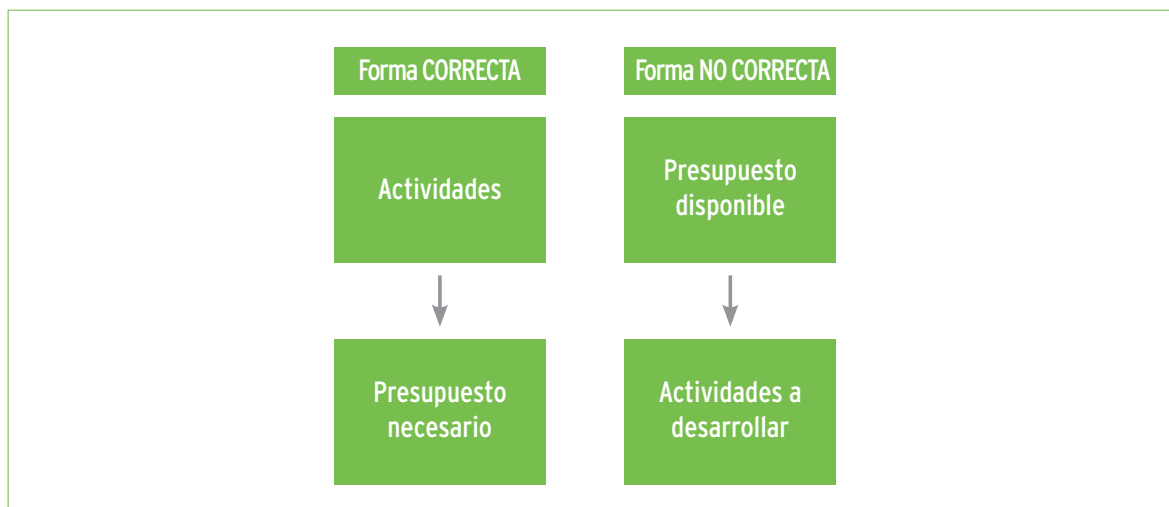 Forma CORRECTA
Actividades
Presupuesto
necesario
Forma NO CORRECTA
Presupuesto
disponible
Actividades a
desarrollar